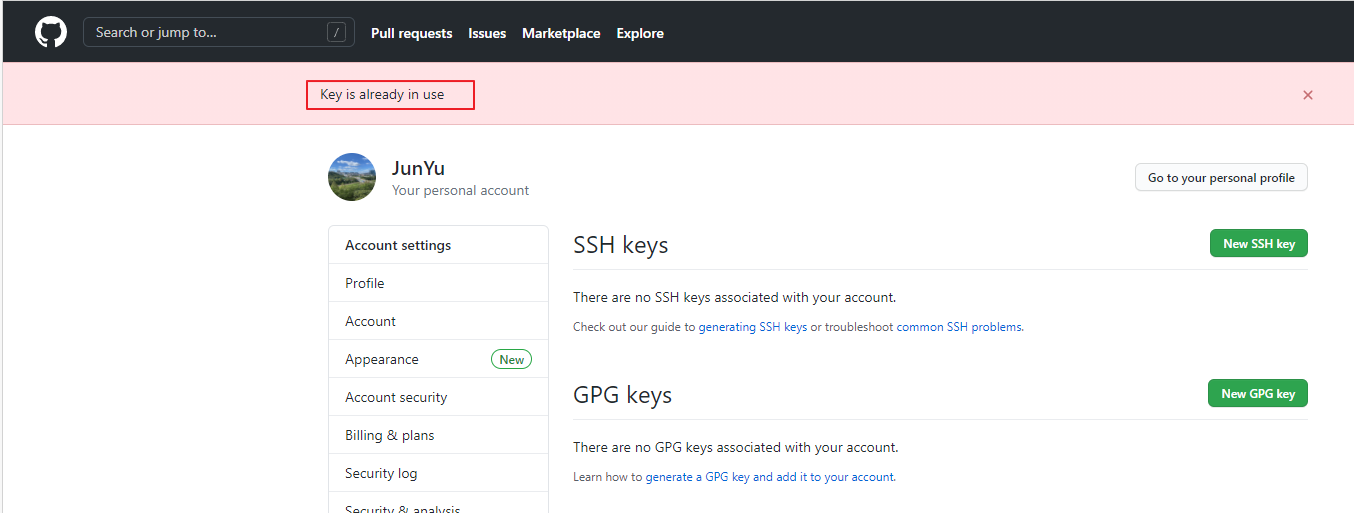 Search or jump to... / Pull requests Issues Marketplace Explore
Key is already in use ×
JunYu
Your personal account
Go to your personal profile
Account settings
Profile
Account
Appearance New
Account security
Billing & plans
Security log
Security & analysis
SSH keys New SSH key
There are no SSH keys associated with your account.
Check out our guide to generating SSH keys or troubleshoot common SSH problems.
GPG keys New GPG key
There are no GPG keys associated with your account.
Learn how to generate a GPG key and add it to your account.